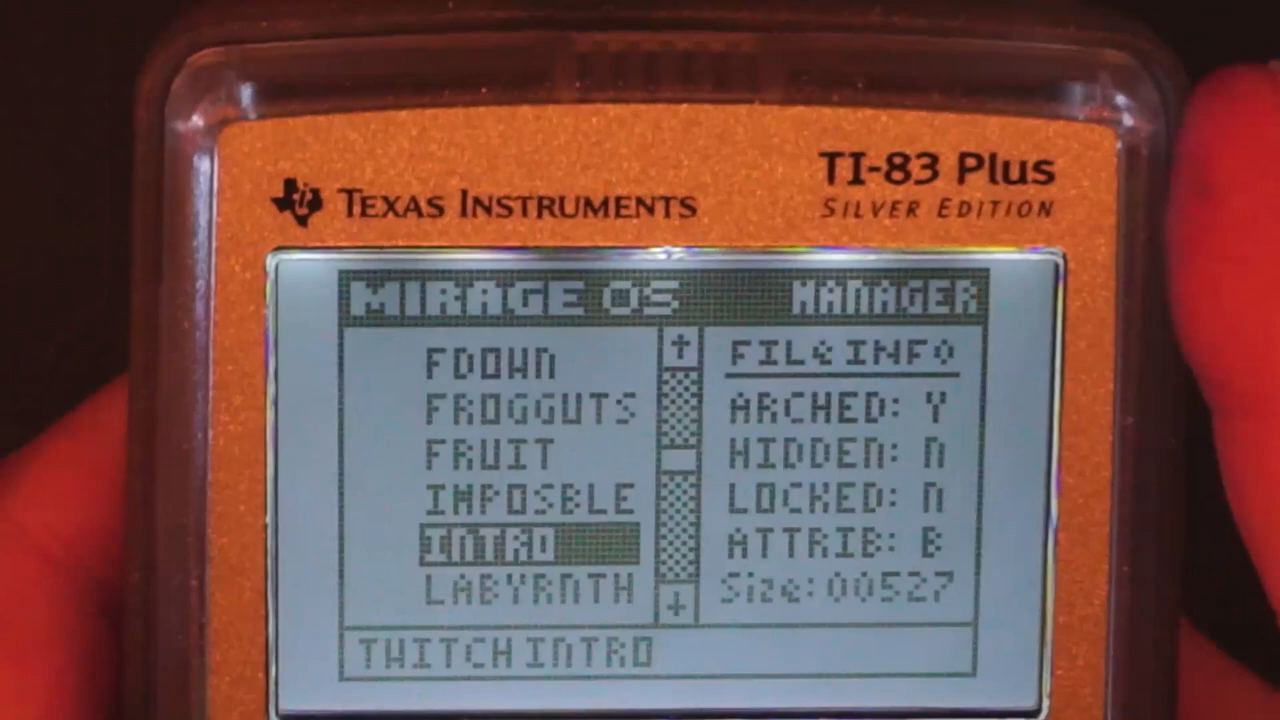 TEXAS INSTRUMENTS
TI-83 Plus
SILVER EDITION
MIRAGE OS MANAGER
FDOWN
FROGGUTS
FRUIT
IMPOSBLE
INTRO
LABYRNTH
FILE INFO
ARCHED: Y
HIDDEN: N
LOCKED: N
ATTRIB: B
Size: 00527
TWITCH INTRO